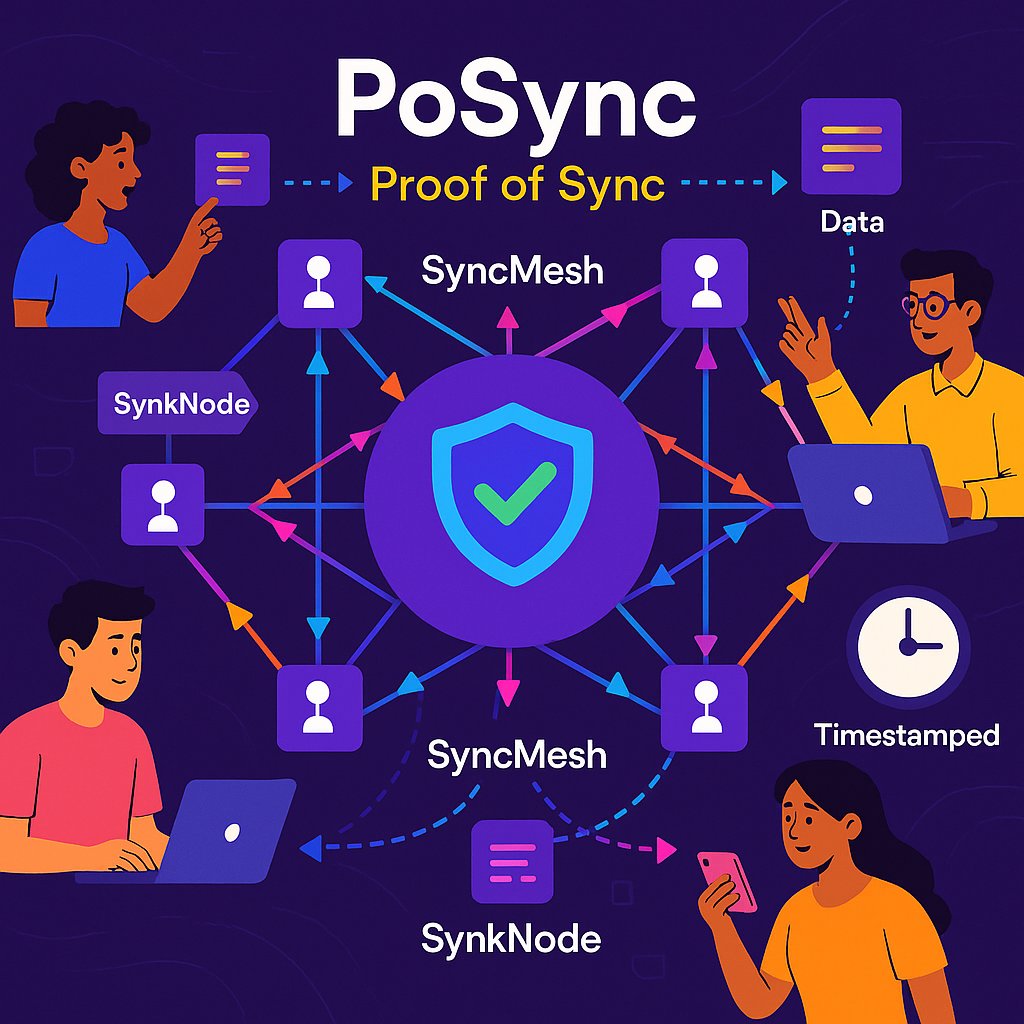 PoSync
Proof of Sync
Data
SyncMesh
SynkNode
Timestamped
SyncMesh
SynkNode